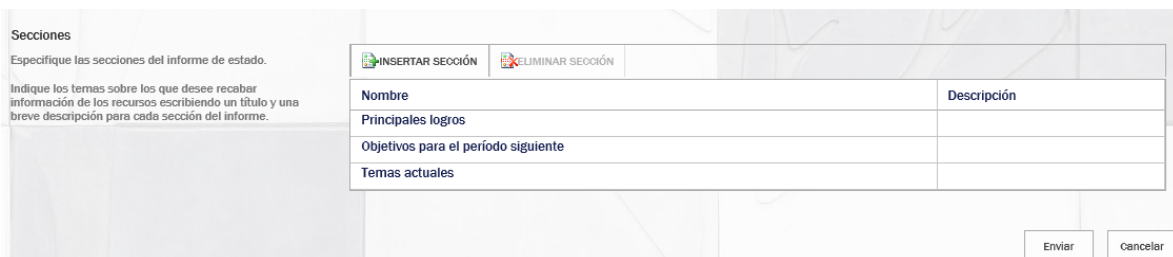 Secciones
Especifique las secciones del informe de estado.
Indique los temas sobre los que desee recabar
información de los recursos escribiendo un título y una
breve descripción para cada sección del informe.
INSERTAR SECCIÓN ELIMINAR SECCIÓN
Nombre Descripción
Principales logros
Objetivos para el período siguiente
Temas actuales
Enviar Cancelar